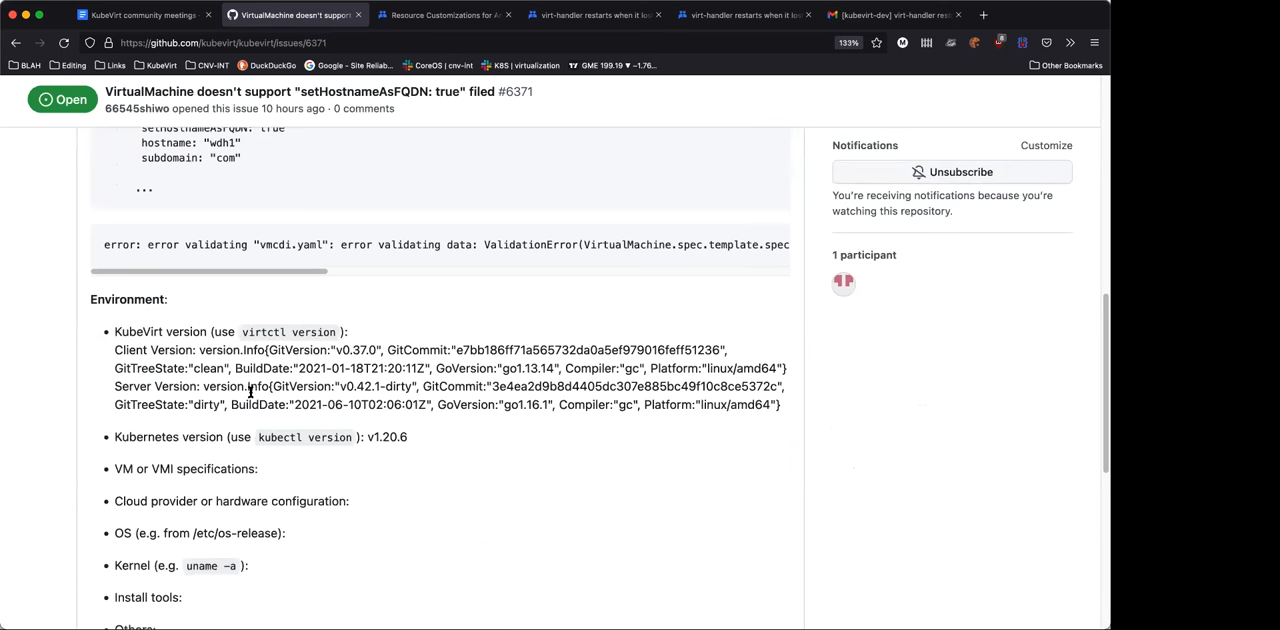 KubeVirt community meetings -
VirtualMachine doesn't support
Resource Customizations for Ar
virt-handler restarts when it los
virt-handler restarts when it los
[kubevirt-dev] virt-handler rest
https://github.com/kubevirt/kubevirt/issues/6371
133%
BLAH
Editing
Links
KubeVirt
CNV-INT
DuckDuckGo
Google - Site Reliab...
CoreOS | cnv-int
K8S | virtualization
GME 199.19 ▼ −1.76...
Other Bookmarks
Open
VirtualMachine doesn't support "setHostnameAsFQDN: true" filed #6371
66545shiwo opened this issue 10 hours ago · 0 comments
setHostnameAsFQDN: true
hostname: "wdh1"
subdomain: "com"
...
error: error validating "vmcdi.yaml": error validating data: ValidationError(VirtualMachine.spec.template.spec
Environment:
• KubeVirt version (use virtctl version ):
Client Version: version.Info{GitVersion:"v0.37.0", GitCommit:"e7bb186ff71a565732da0a5ef979016feff51236",
GitTreeState:"clean", BuildDate:"2021-01-18T21:20:11Z", GoVersion:"go1.13.14", Compiler:"gc", Platform:"linux/amd64"}
Server Version: version.Info{GitVersion:"v0.42.1-dirty", GitCommit:"3e4ea2d9b8d4405dc307e885bc49f10c8ce5372c",
GitTreeState:"dirty", BuildDate:"2021-06-10T02:06:01Z", GoVersion:"go1.16.1", Compiler:"gc", Platform:"linux/amd64"}
• Kubernetes version (use kubectl version ): v1.20.6
• VM or VMI specifications:
• Cloud provider or hardware configuration:
• OS (e.g. from /etc/os-release):
• Kernel (e.g. uname -a ):
• Install tools:
• Others:
Notifications
Customize
Unsubscribe
You're receiving notifications because you're
watching this repository.
1 participant